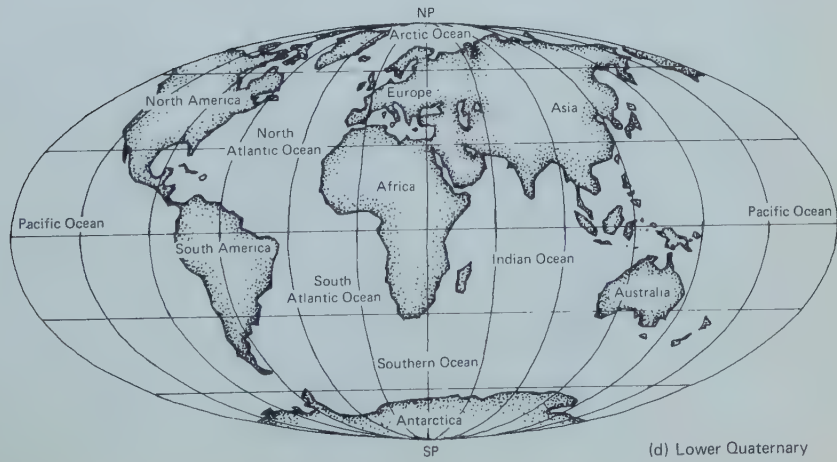 NP
Arctic Ocean
North America
Europe
Asia
North
Atlantic Ocean
Africa
Pacific Ocean
Pacific Ocean
South America
Indian Ocean
South
Atlantic Ocean
Australia
Southern Ocean
Antarctica
SP
(d) Lower Quaternary